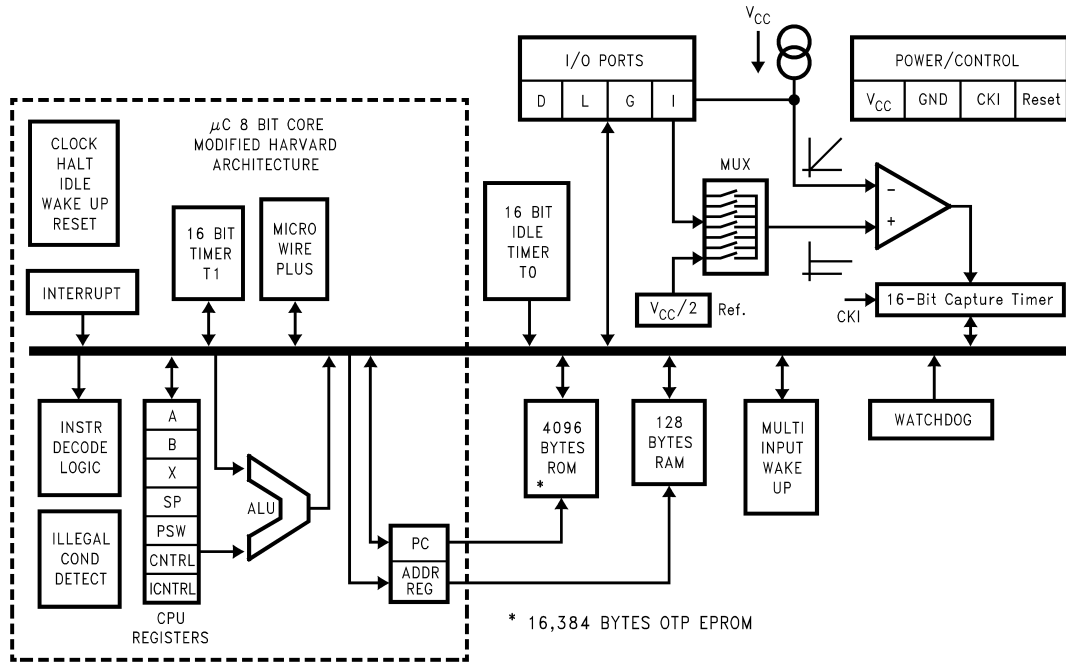 VCC
I/O PORTS
D L G I
POWER/CONTROL
VCC GND CKI Reset
µC 8 BIT CORE
MODIFIED HARVARD
ARCHITECTURE
CLOCK
HALT
IDLE
WAKE UP
RESET
16 BIT
TIMER
T1
MICRO
WIRE
PLUS
INTERRUPT
16 BIT
IDLE
TIMER
T0
MUX
VCC/2 Ref.
-
+
CKI
16-Bit Capture Timer
INSTR
DECODE
LOGIC
ILLEGAL
COND
DETECT
A
B
X
SP
PSW
CNTRL
ICNTRL
CPU
REGISTERS
ALU
PC
ADDR
REG
4096
BYTES
ROM
*
128
BYTES
RAM
MULTI
INPUT
WAKE
UP
WATCHDOG
* 16,384 BYTES OTP EPROM